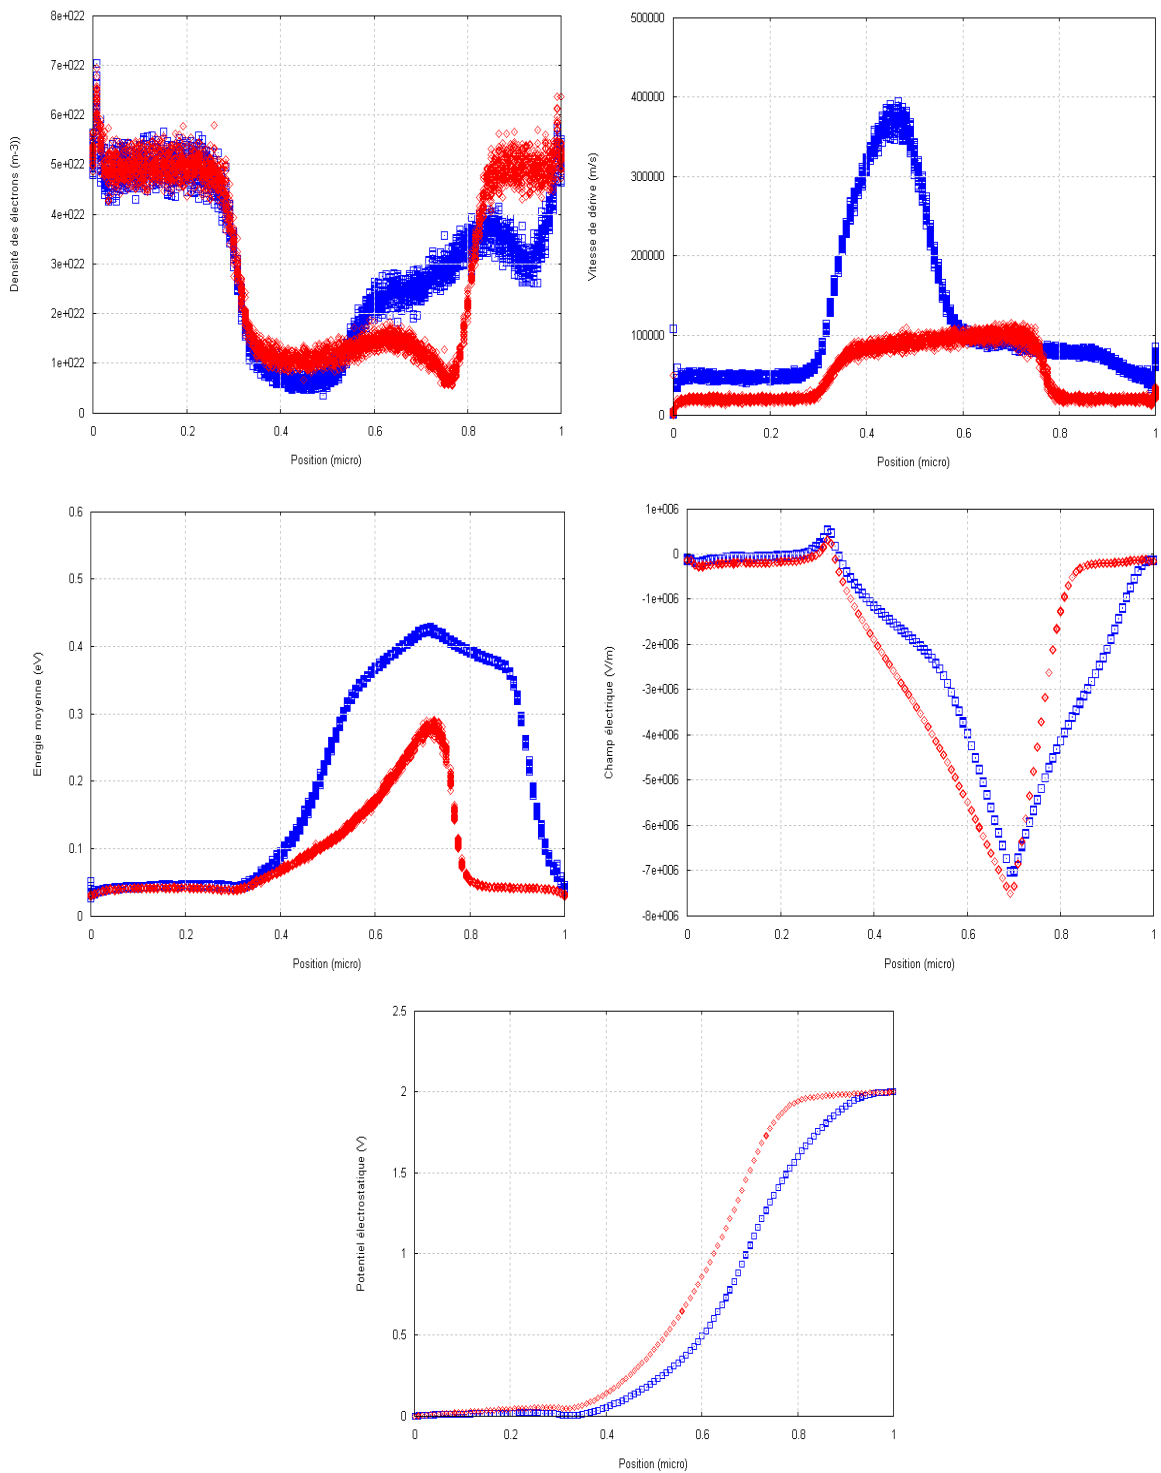 8e+022
7e+022
6e+022
5e+022
4e+022
3e+022
2e+022
1e+022
0
0 0.2 0.4 0.6 0.8 1
Densité des électrons (m-3))
Position (micro)
500000
400000
300000
200000
100000
0
0 0.2 0.4 0.6 0.8 1
Vitesse de dérive (m/s)
Position (micro)
0.6
0.5
0.4
0.3
0.2
0.1
0
0 0.2 0.4 0.6 0.8 1
Energie moyenne (eV)
Position (micro)
1e+006
0
-1e+006
-2e+006
-3e+006
-4e+006
-5e+006
-6e+006
-7e+006
-8e+006
0 0.2 0.4 0.6 0.8 1
Champ électrique (V/m)
Position (micro)
2.5
2
1.5
1
0.5
0
0 0.2 0.4 0.6 0.8 1
Potentiel électrostatique (V)
Position (micro)